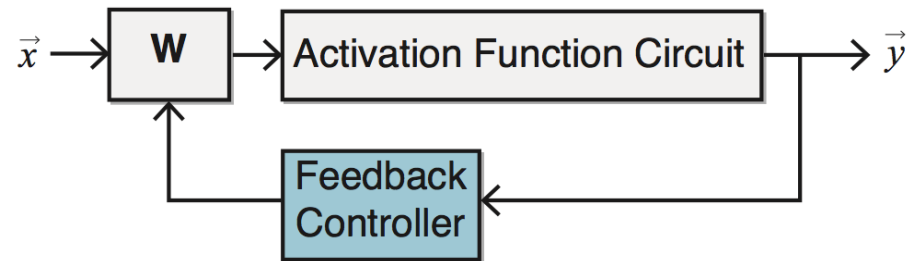 x⃗
W
Activation Function Circuit
y⃗
Feedback
Controller